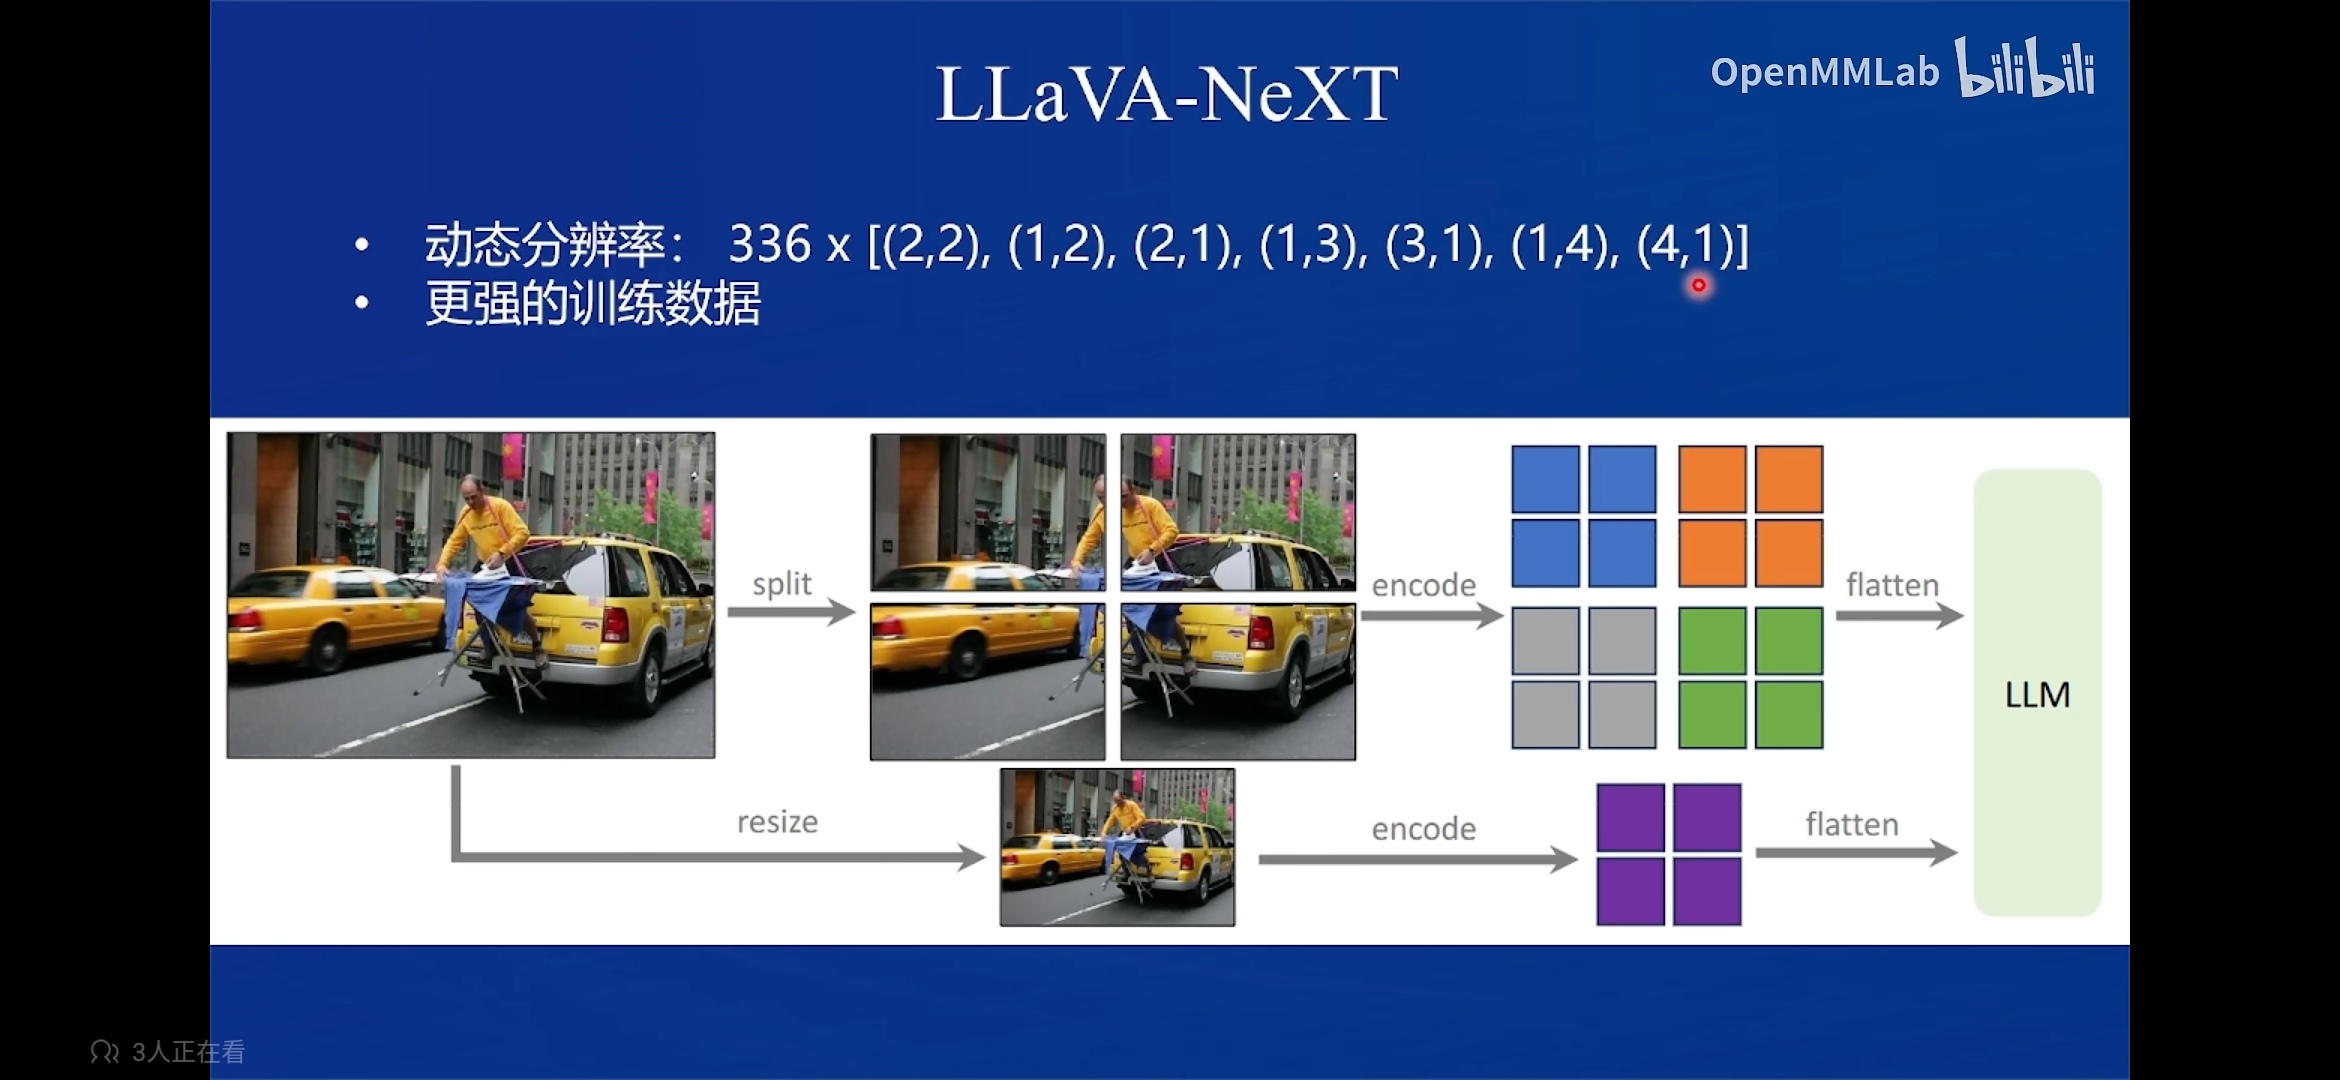 LLaVA-NeXT
OpenMMLab bilibili
• 动态分辨率： 336 x [(2,2), (1,2), (2,1), (1,3), (3,1), (1,4), (4,1)]
• 更强的训练数据
split
encode
flatten
LLM
resize
encode
flatten
3人正在看